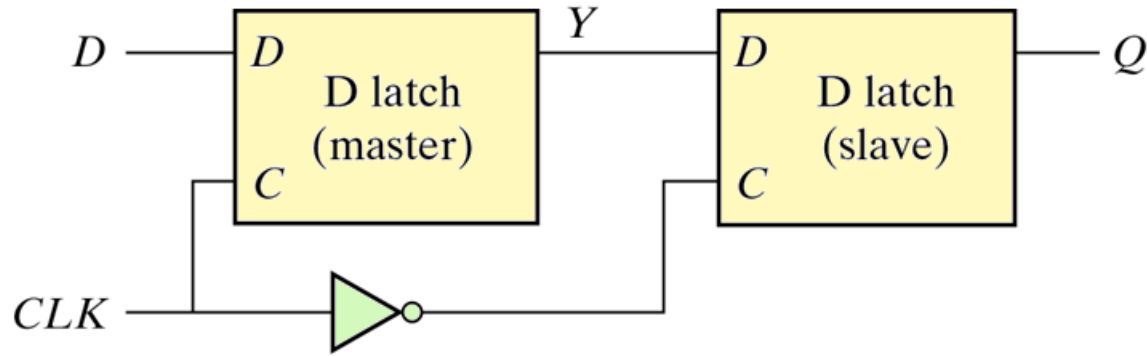 Y
D D D Q
D latch D latch
(master) (slave)
C C
CLK